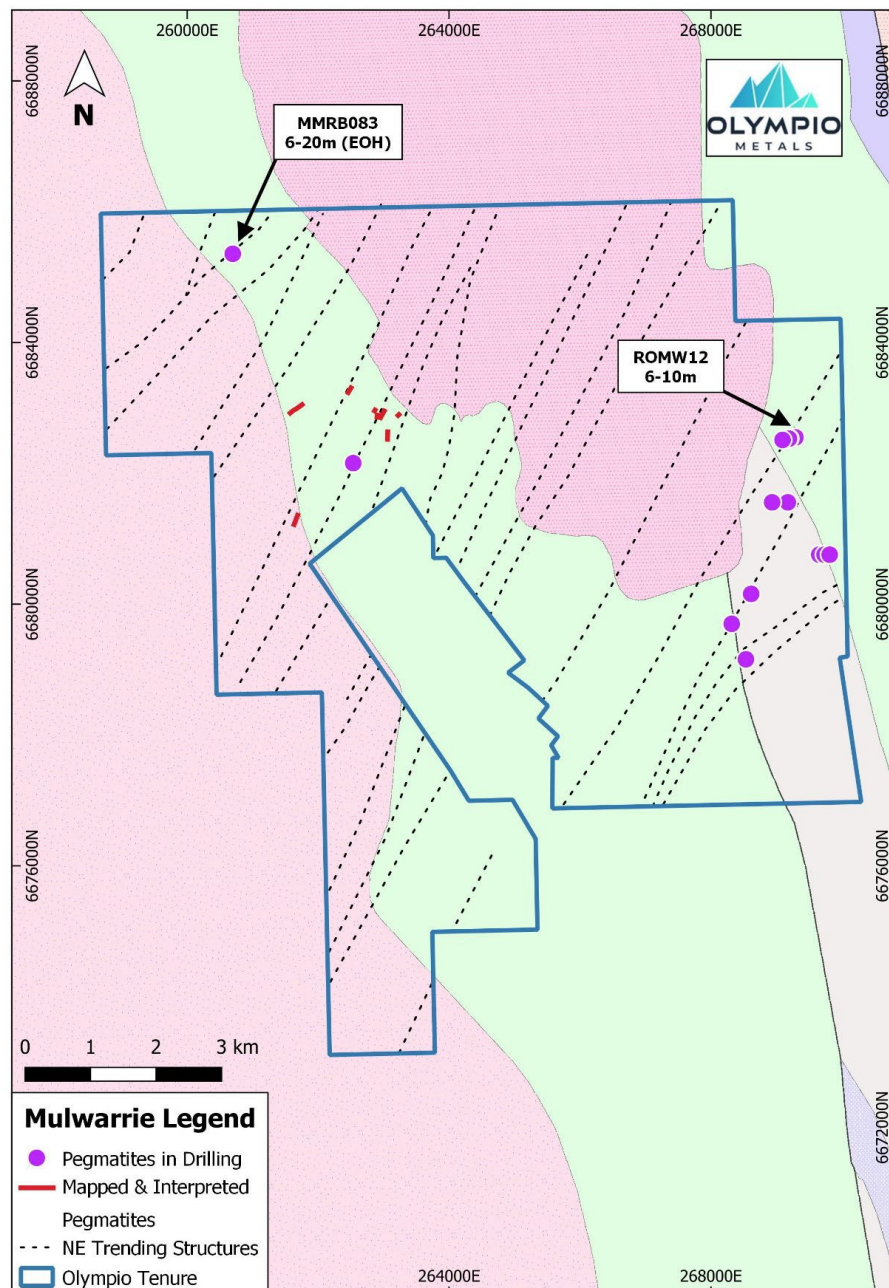 260000E
264000E
268000E
6688000N
6688000N
N
MMRB083
6-20m (EOH)
OLYMPIO
METALS
6684000N
6684000N
ROMW12
6-10m
6680000N
6680000N
6676000N
6676000N
0 1 2 3 km
Mulwarrie Legend
Pegmatites in Drilling
Mapped & Interpreted
Pegmatites
NE Trending Structures
Olympio Tenure
6672000N
264000E
268000E